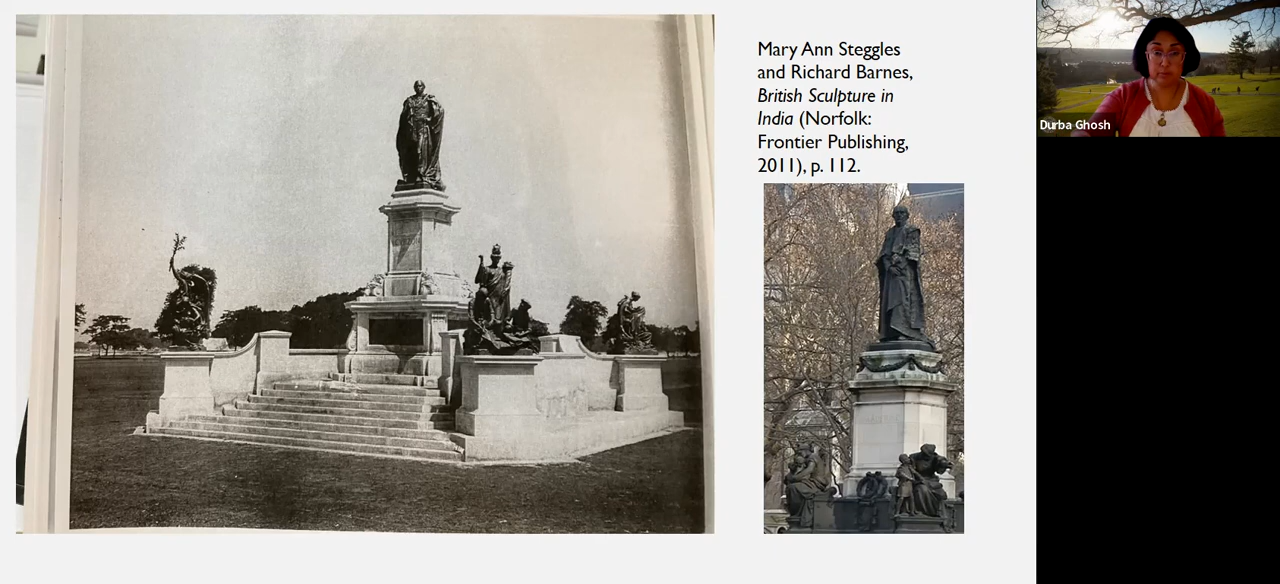 Mary Ann Steggles
and Richard Barnes,
British Sculpture in
India (Norfolk:
Frontier Publishing,
2011), p. 112.
Durba Ghosh